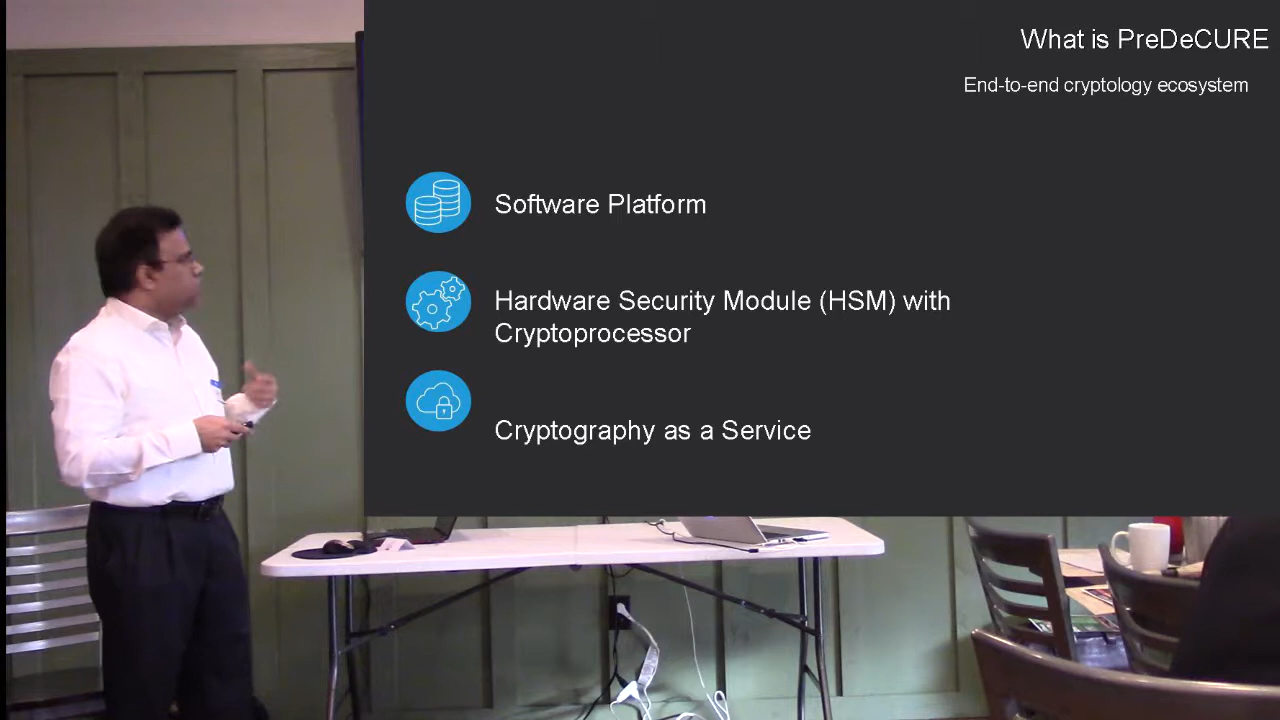 What is PreDeCURE
End-to-end cryptology ecosystem
Software Platform
Hardware Security Module (HSM) with
Cryptoprocessor
Cryptography as a Service